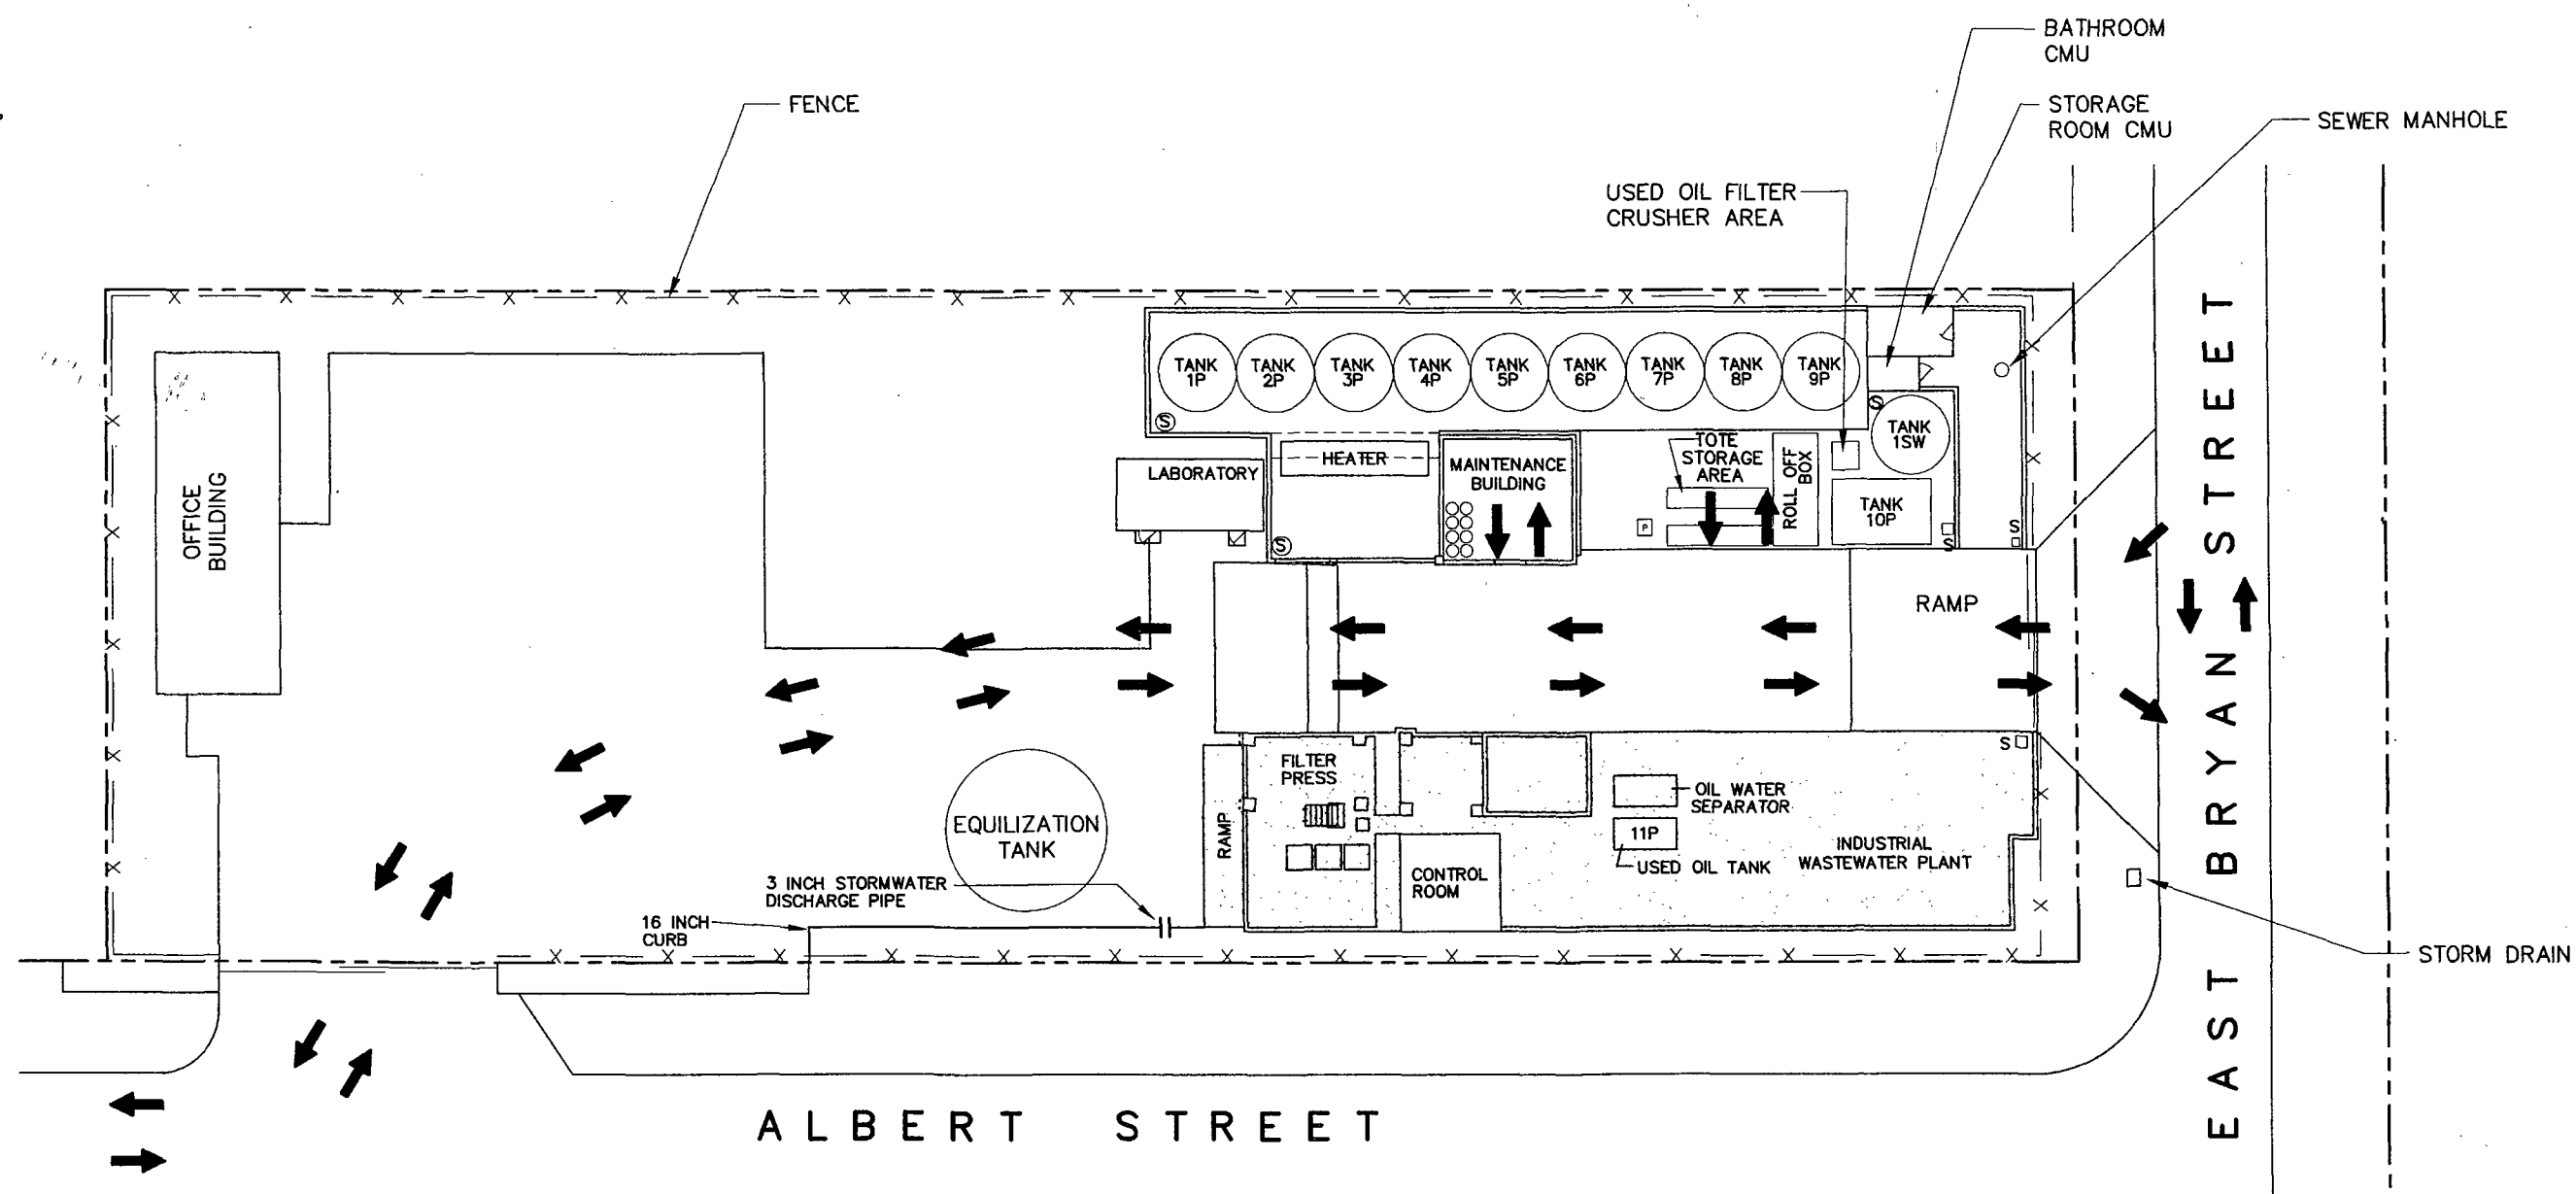 BATHROOM
CMU
FENCE
STORAGE
ROOM CMU
SEWER MANHOLE
USED OIL FILTER
CRUSHER AREA
TANK
1P
TANK
2P
TANK
3P
TANK
4P
TANK
5P
TANK
6P
TANK
7P
TANK
8P
TANK
9P
S
S
TANK
1SW
HEATER
LABORATORY
MAINTENANCE
BUILDING
TOTE
STORAGE
AREA
ROLL OFF
BOX
TANK
10P
P
S
S
S
OFFICE
BUILDING
RAMP
EAST BRYAN STREET
FILTER
PRESS
S
OIL WATER
SEPARATOR
11P
USED OIL TANK
INDUSTRIAL
WASTEWATER PLANT
EQUILIZATION
TANK
RAMP
CONTROL
ROOM
3 INCH STORMWATER
DISCHARGE PIPE
16 INCH
CURB
STORM DRAIN
ALBERT STREET